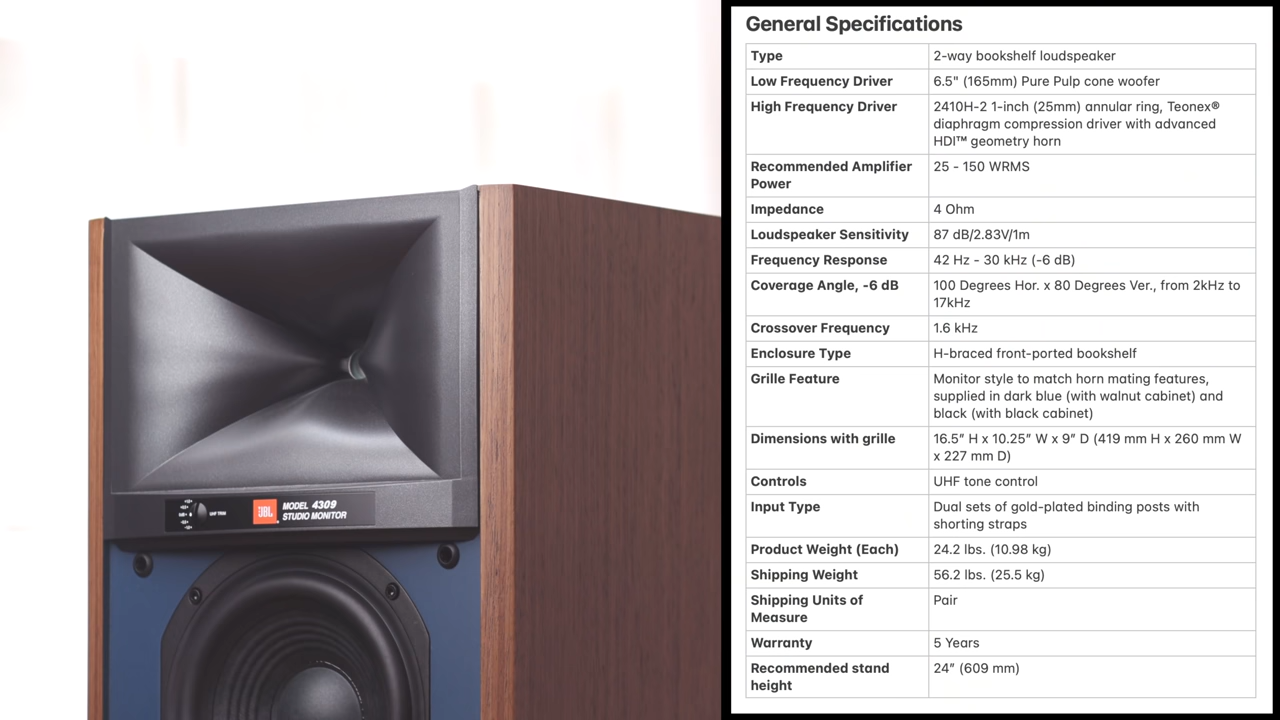 General Specifications
Type
2-way bookshelf loudspeaker
Low Frequency Driver
6.5" (165mm) Pure Pulp cone woofer
High Frequency Driver
2410H-2 1-inch (25mm) annular ring, Teonex®
diaphragm compression driver with advanced
HDI™ geometry horn
Recommended Amplifier
Power
25 - 150 WRMS
Impedance
4 Ohm
Loudspeaker Sensitivity
87 dB/2.83V/1m
Frequency Response
42 Hz - 30 kHz (-6 dB)
Coverage Angle, -6 dB
100 Degrees Hor. x 80 Degrees Ver., from 2kHz to
17kHz
Crossover Frequency
1.6 kHz
Enclosure Type
H-braced front-ported bookshelf
Grille Feature
Monitor style to match horn mating features,
supplied in dark blue (with walnut cabinet) and
black (with black cabinet)
Dimensions with grille
16.5″ H x 10.25″ W x 9″ D (419 mm H x 260 mm W
x 227 mm D)
Controls
UHF tone control
Input Type
Dual sets of gold-plated binding posts with
shorting straps
Product Weight (Each)
24.2 lbs. (10.98 kg)
Shipping Weight
56.2 lbs. (25.5 kg)
Shipping Units of
Measure
Pair
Warranty
5 Years
Recommended stand
height
24″ (609 mm)
UHF TRIM
JBL
MODEL 4309
STUDIO MONITOR